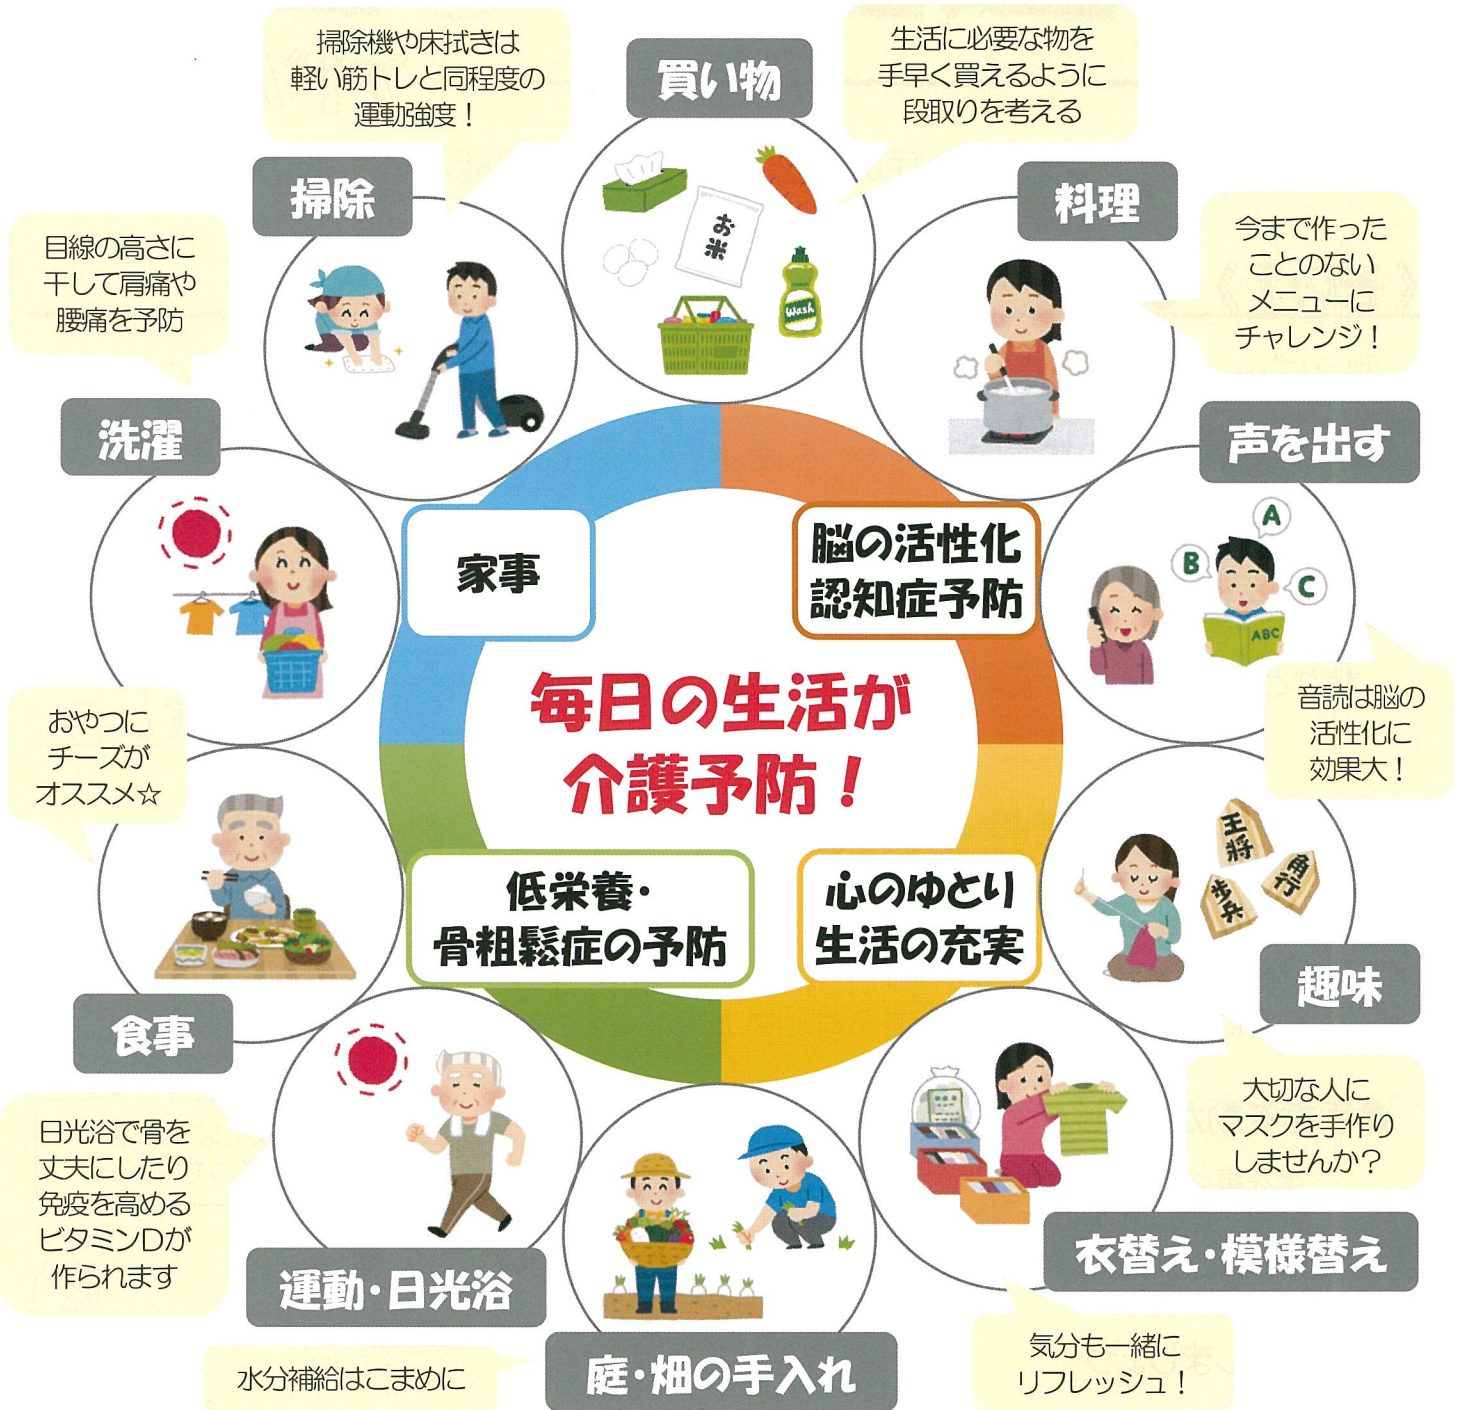 買い物
生活に必要な物を
手早く買えるように
段取りを考える
お
米
Wash
料理
今まで作った
ことのない
メニューに
チャレンジ！
声を出す
A
B
C
ABC
音読は脳の
活性化に
効果大！
趣味
王将
角行
歩兵
大切な人に
マスクを手作り
しませんか？
衣替え・模様替え
気分も一緒に
リフレッシュ！
庭・畑の手入れ
水分補給はこまめに
運動・日光浴
日光浴で骨を
丈夫にしたり
免疫を高める
ビタミンDが
作られます
食事
おやつに
チーズが
オススメ☆
洗濯
目線の高さに
干して肩痛や
腰痛を予防
掃除
掃除機や床拭きは
軽い筋トレと同程度の
運動強度！
家事
脳の活性化
認知症予防
毎日の生活が
介護予防！
低栄養・
骨粗鬆症の予防
心のゆとり
生活の充実